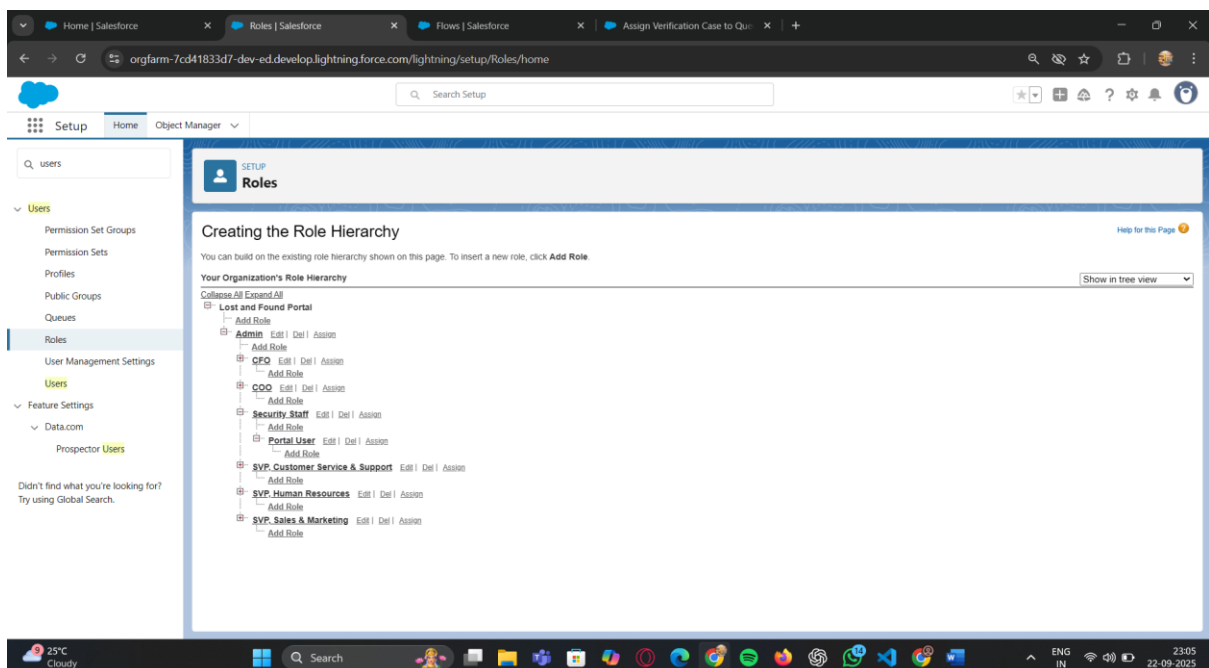 Home | Salesforce
Roles | Salesforce
Flows | Salesforce
Assign Verification Case to Que
orgfarm-7cd41833d7-dev-ed.develop.lightning.force.com/lightning/setup/Roles/home
Search Setup
Setup
Home
Object Manager
users
Users
Permission Set Groups
Permission Sets
Profiles
Public Groups
Queues
Roles
User Management Settings
Users
Feature Settings
Data.com
Prospector Users
Didn't find what you're looking for?
Try using Global Search.
SETUP
Roles
Creating the Role Hierarchy
Help for this Page
You can build on the existing role hierarchy shown on this page. To insert a new role, click Add Role.
Your Organization's Role Hierarchy
Show in tree view
Collapse All Expand All
Lost and Found Portal
Add Role
Admin Edit | Del | Assign
Add Role
CFO Edit | Del | Assign
Add Role
COO Edit | Del | Assign
Add Role
Security Staff Edit | Del | Assign
Add Role
Portal User Edit | Del | Assign
Add Role
SVP, Customer Service & Support Edit | Del | Assign
Add Role
SVP, Human Resources Edit | Del | Assign
Add Role
SVP, Sales & Marketing Edit | Del | Assign
Add Role
9
25°C
Cloudy
Search
ENG
IN
23:05
22-09-2025